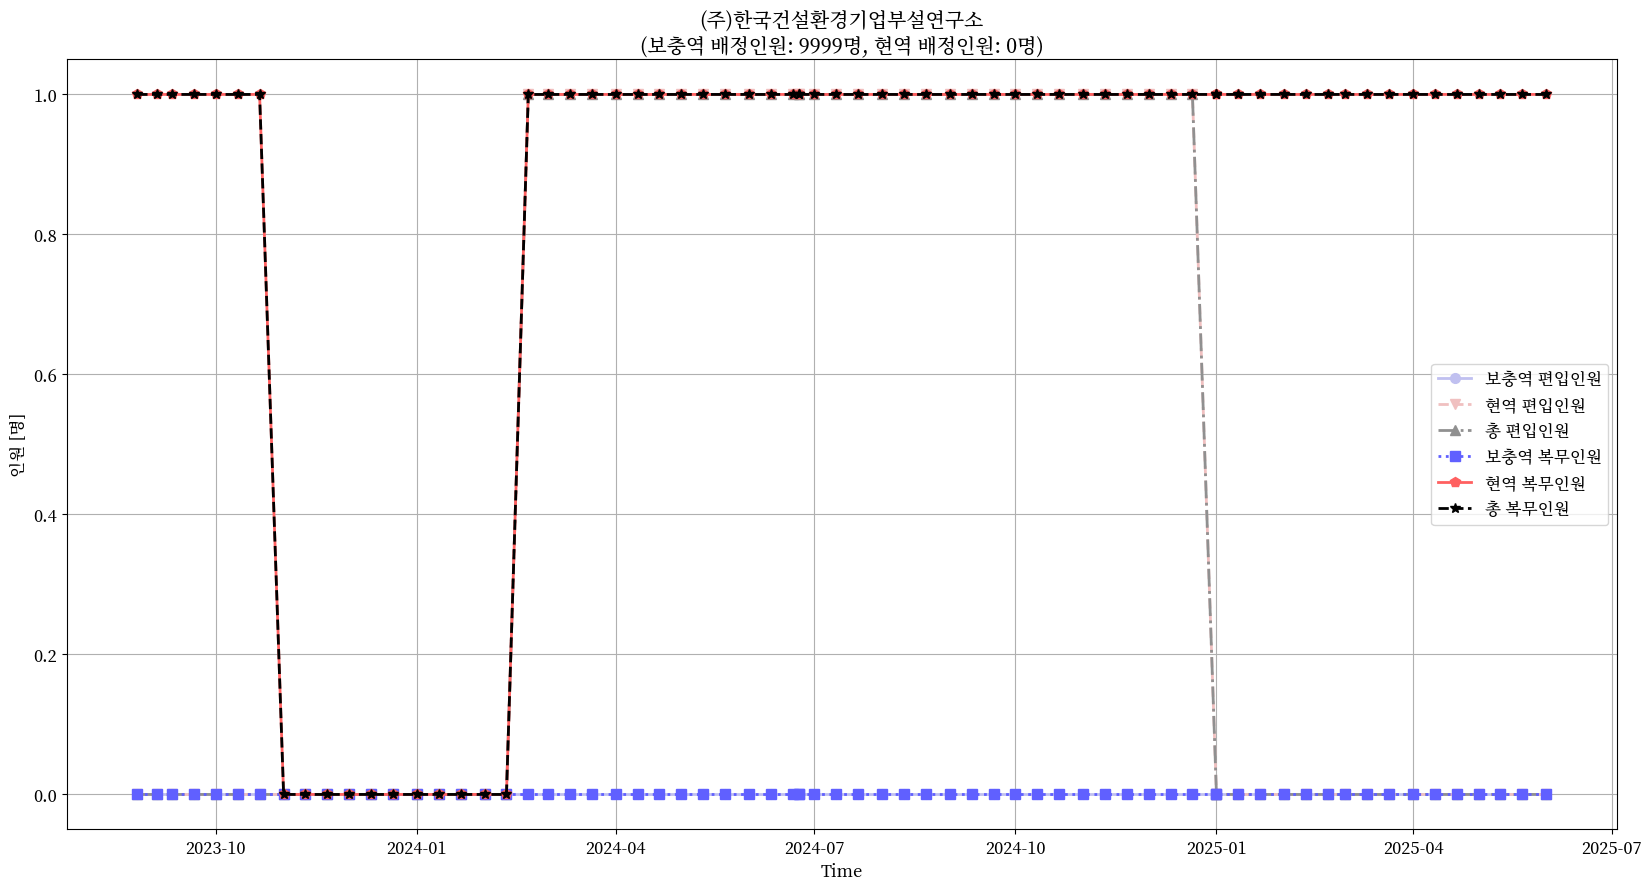 (주)한국건설환경기업부설연구소
(보충역 배정인원: 9999명, 현역 배정인원: 0명)
1.0
0.8
0.6
0.4
0.2
0.0
인원 [명]
보충역 편입인원
현역 편입인원
총 편입인원
보충역 복무인원
현역 복무인원
총 복무인원
2023-10
2024-01
2024-04
2024-07
2024-10
2025-01
2025-04
2025-07
Time